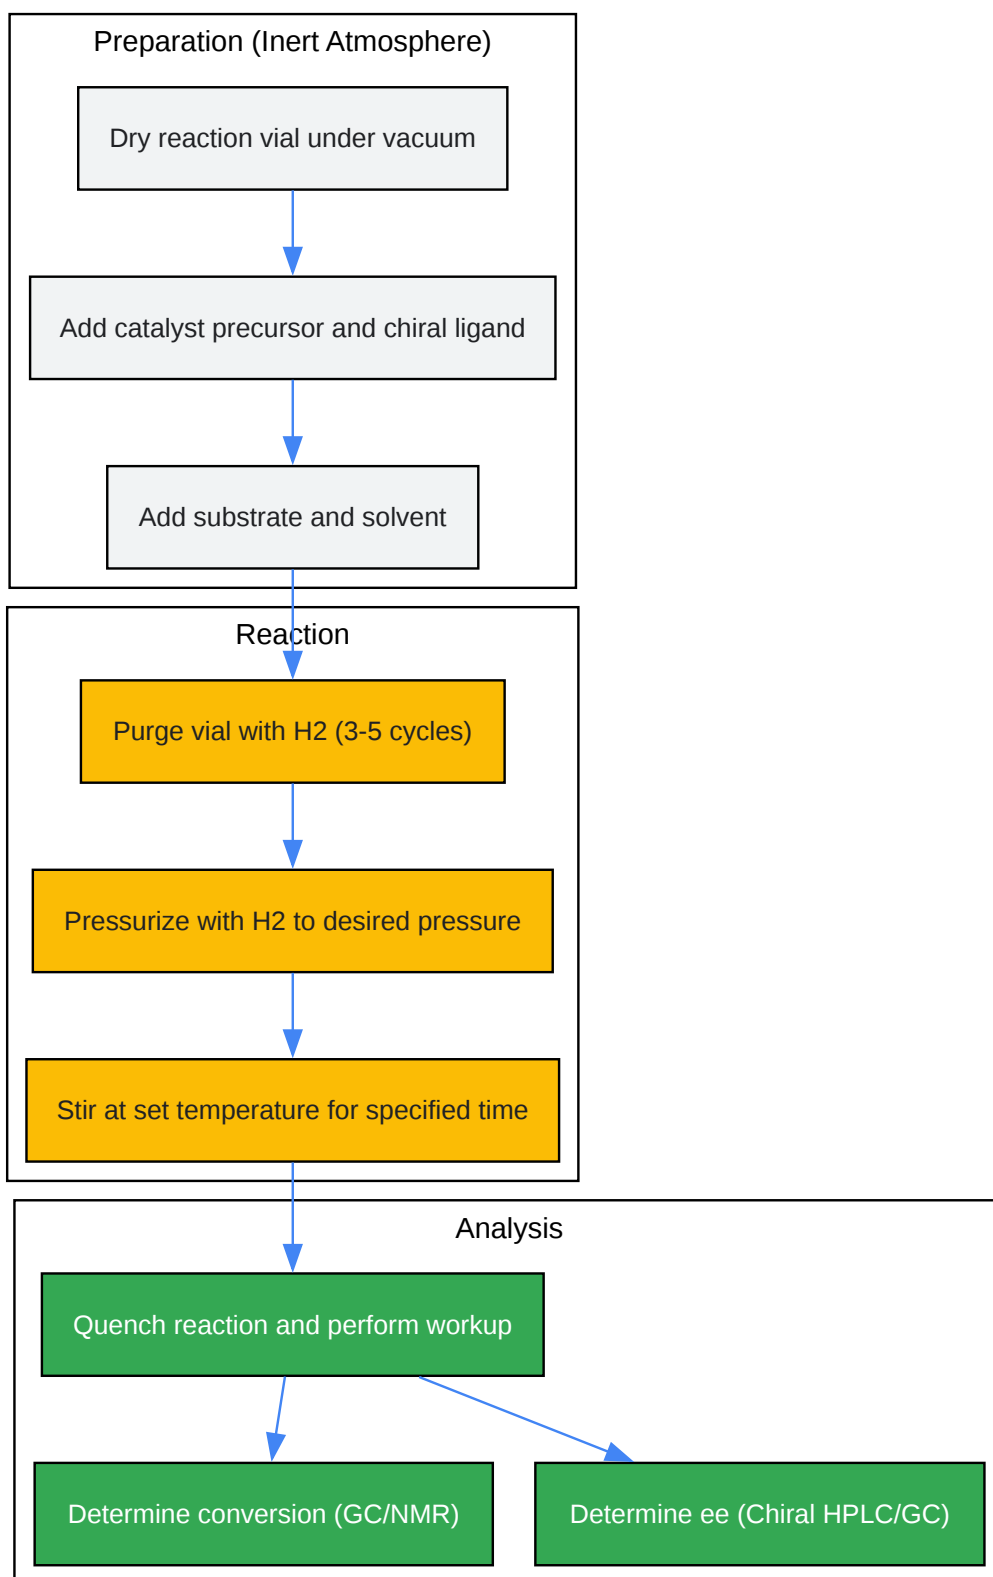 Preparation (Inert Atmosphere)
Dry reaction vial under vacuum
Add catalyst precursor and chiral ligand
Add substrate and solvent
Reaction
Purge vial with H2 (3-5 cycles)
Pressurize with H2 to desired pressure
Stir at set temperature for specified time
Analysis
Quench reaction and perform workup
Determine conversion (GC/NMR)
Determine ee (Chiral HPLC/GC)